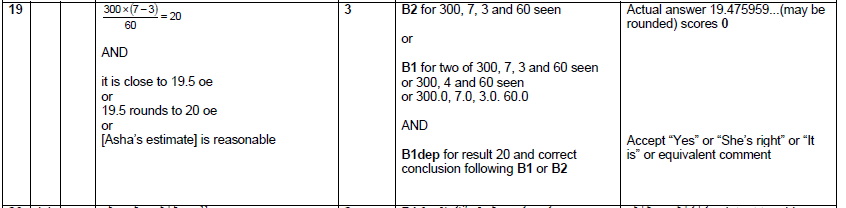 19
300×(7−3)
60
= 20
AND
it is close to 19.5 oe
or
19.5 rounds to 20 oe
or
[Asha's estimate] is reasonable
3
B2 for 300, 7, 3 and 60 seen
or
B1 for two of 300, 7, 3 and 60 seen
or 300, 4 and 60 seen
or 300.0, 7.0, 3.0. 60.0
AND
B1dep for result 20 and correct
conclusion following B1 or B2
Actual answer 19.475959...(may be
rounded) scores 0
Accept “Yes” or “She's right” or “It
is” or equivalent comment